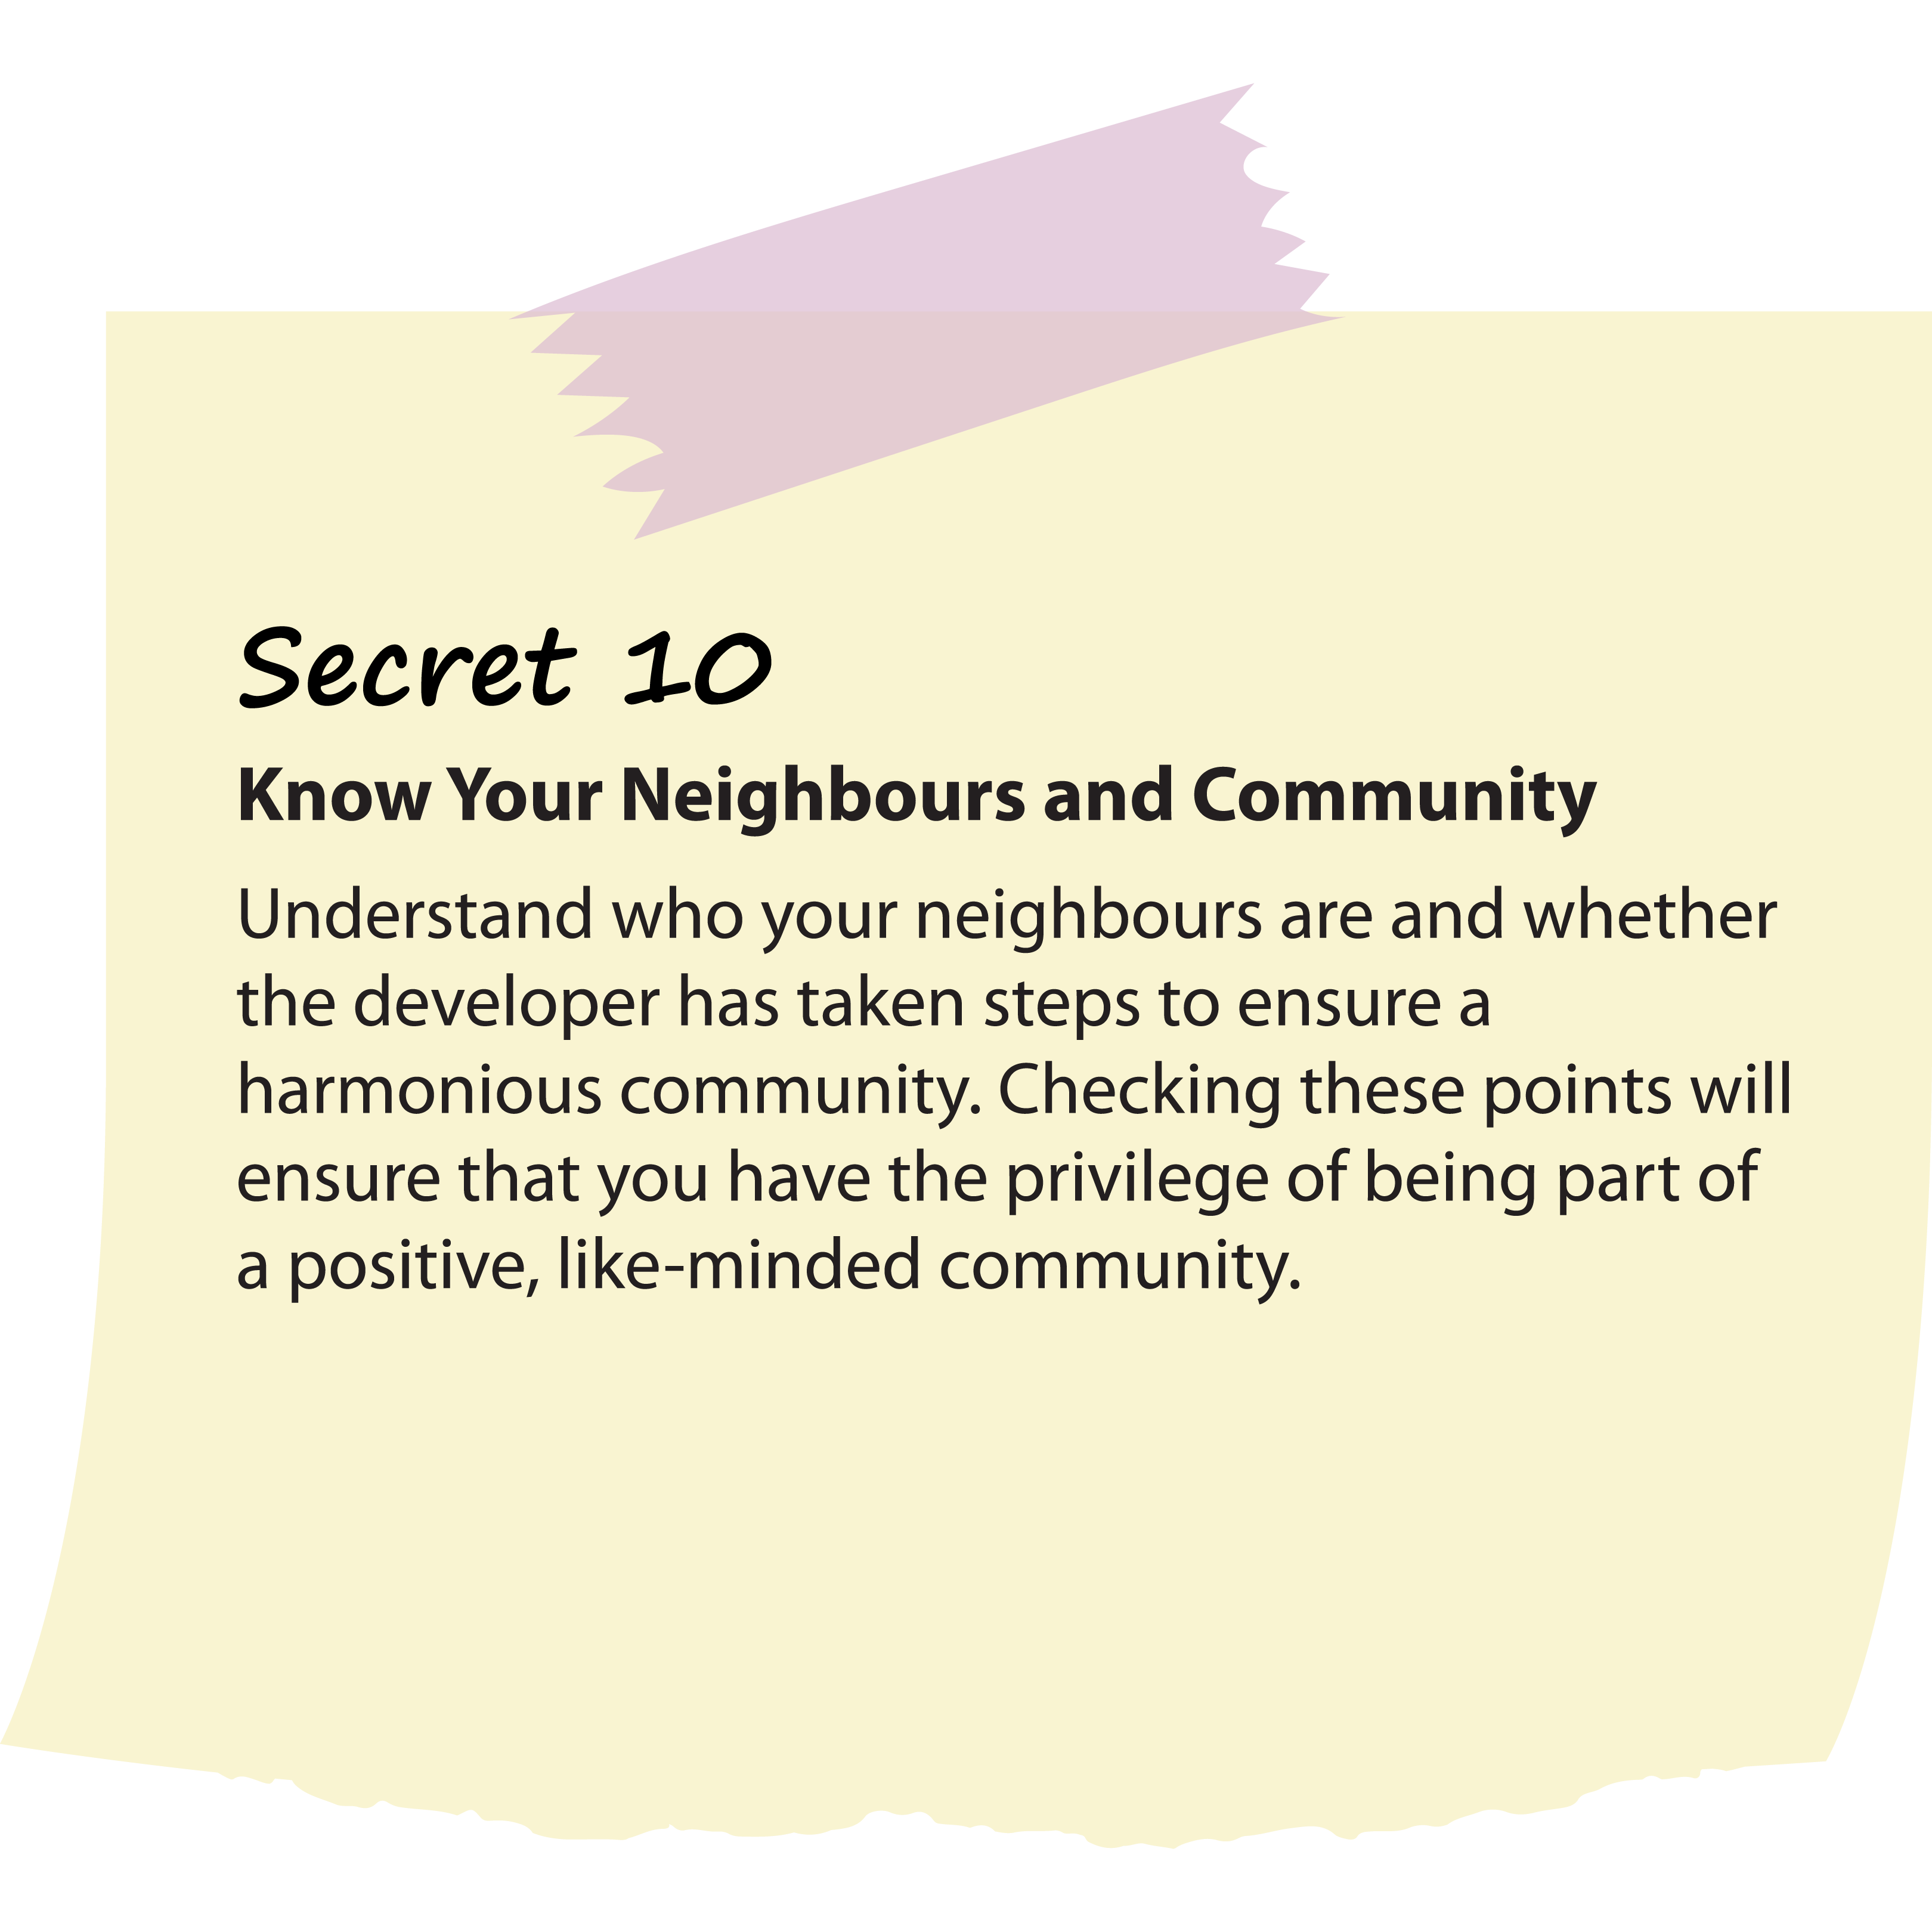 Secret 10
Know Your Neighbours and Community
Understand who your neighbours are and whether
the developer has taken steps to ensure a
harmonious community. Checking these points will
ensure that you have the privilege of being part of
a positive, like-minded community.